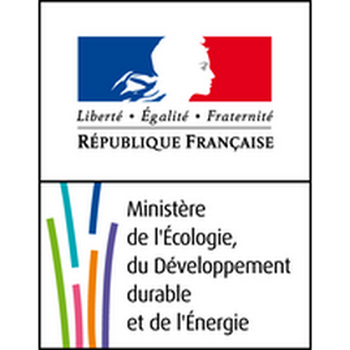 Liberté • Égalité • Fraternité
RÉPUBLIQUE FRANÇAISE
Ministère
de l'Écologie,
du Développement
durable
et de l'Énergie